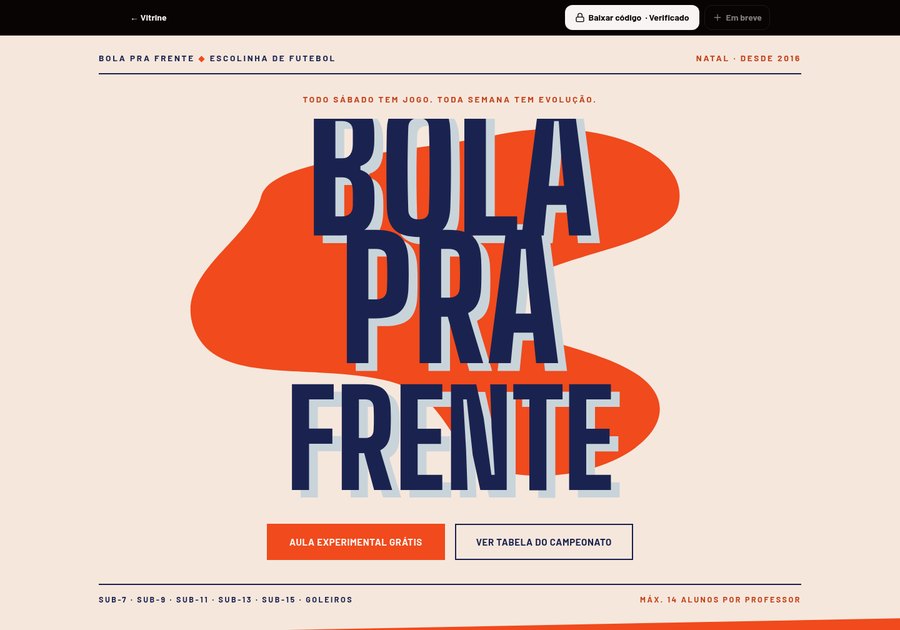 ← Vitrine
Baixar código · Verificado
+ Em breve
BOLA PRA FRENTE ◆ ESCOLINHA DE FUTEBOL
NATAL · DESDE 2016
TODO SÁBADO TEM JOGO. TODA SEMANA TEM EVOLUÇÃO.
BOLA
PRA
FRENTE
AULA EXPERIMENTAL GRÁTIS
VER TABELA DO CAMPEONATO
SUB-7 · SUB-9 · SUB-11 · SUB-13 · SUB-15 · GOLEIROS
MÁX. 14 ALUNOS POR PROFESSOR